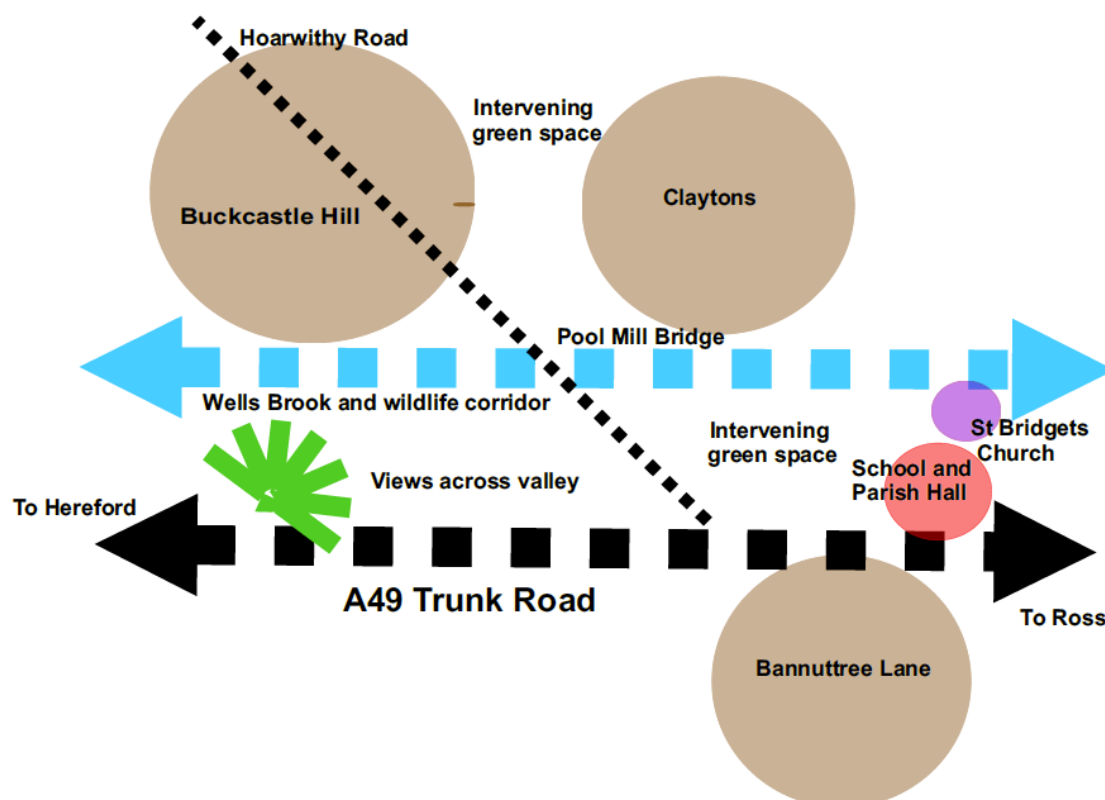 Hoarwithy Road
Intervening
green space
Claytons
Buckcastle Hill
Pool Mill Bridge
Wells Brook and wildlife corridor
St Bridgets
Church
Intervening
green space
School and
Parish Hall
Views across valley
To Hereford
A49 Trunk Road
To Ross
Bannuttree Lane